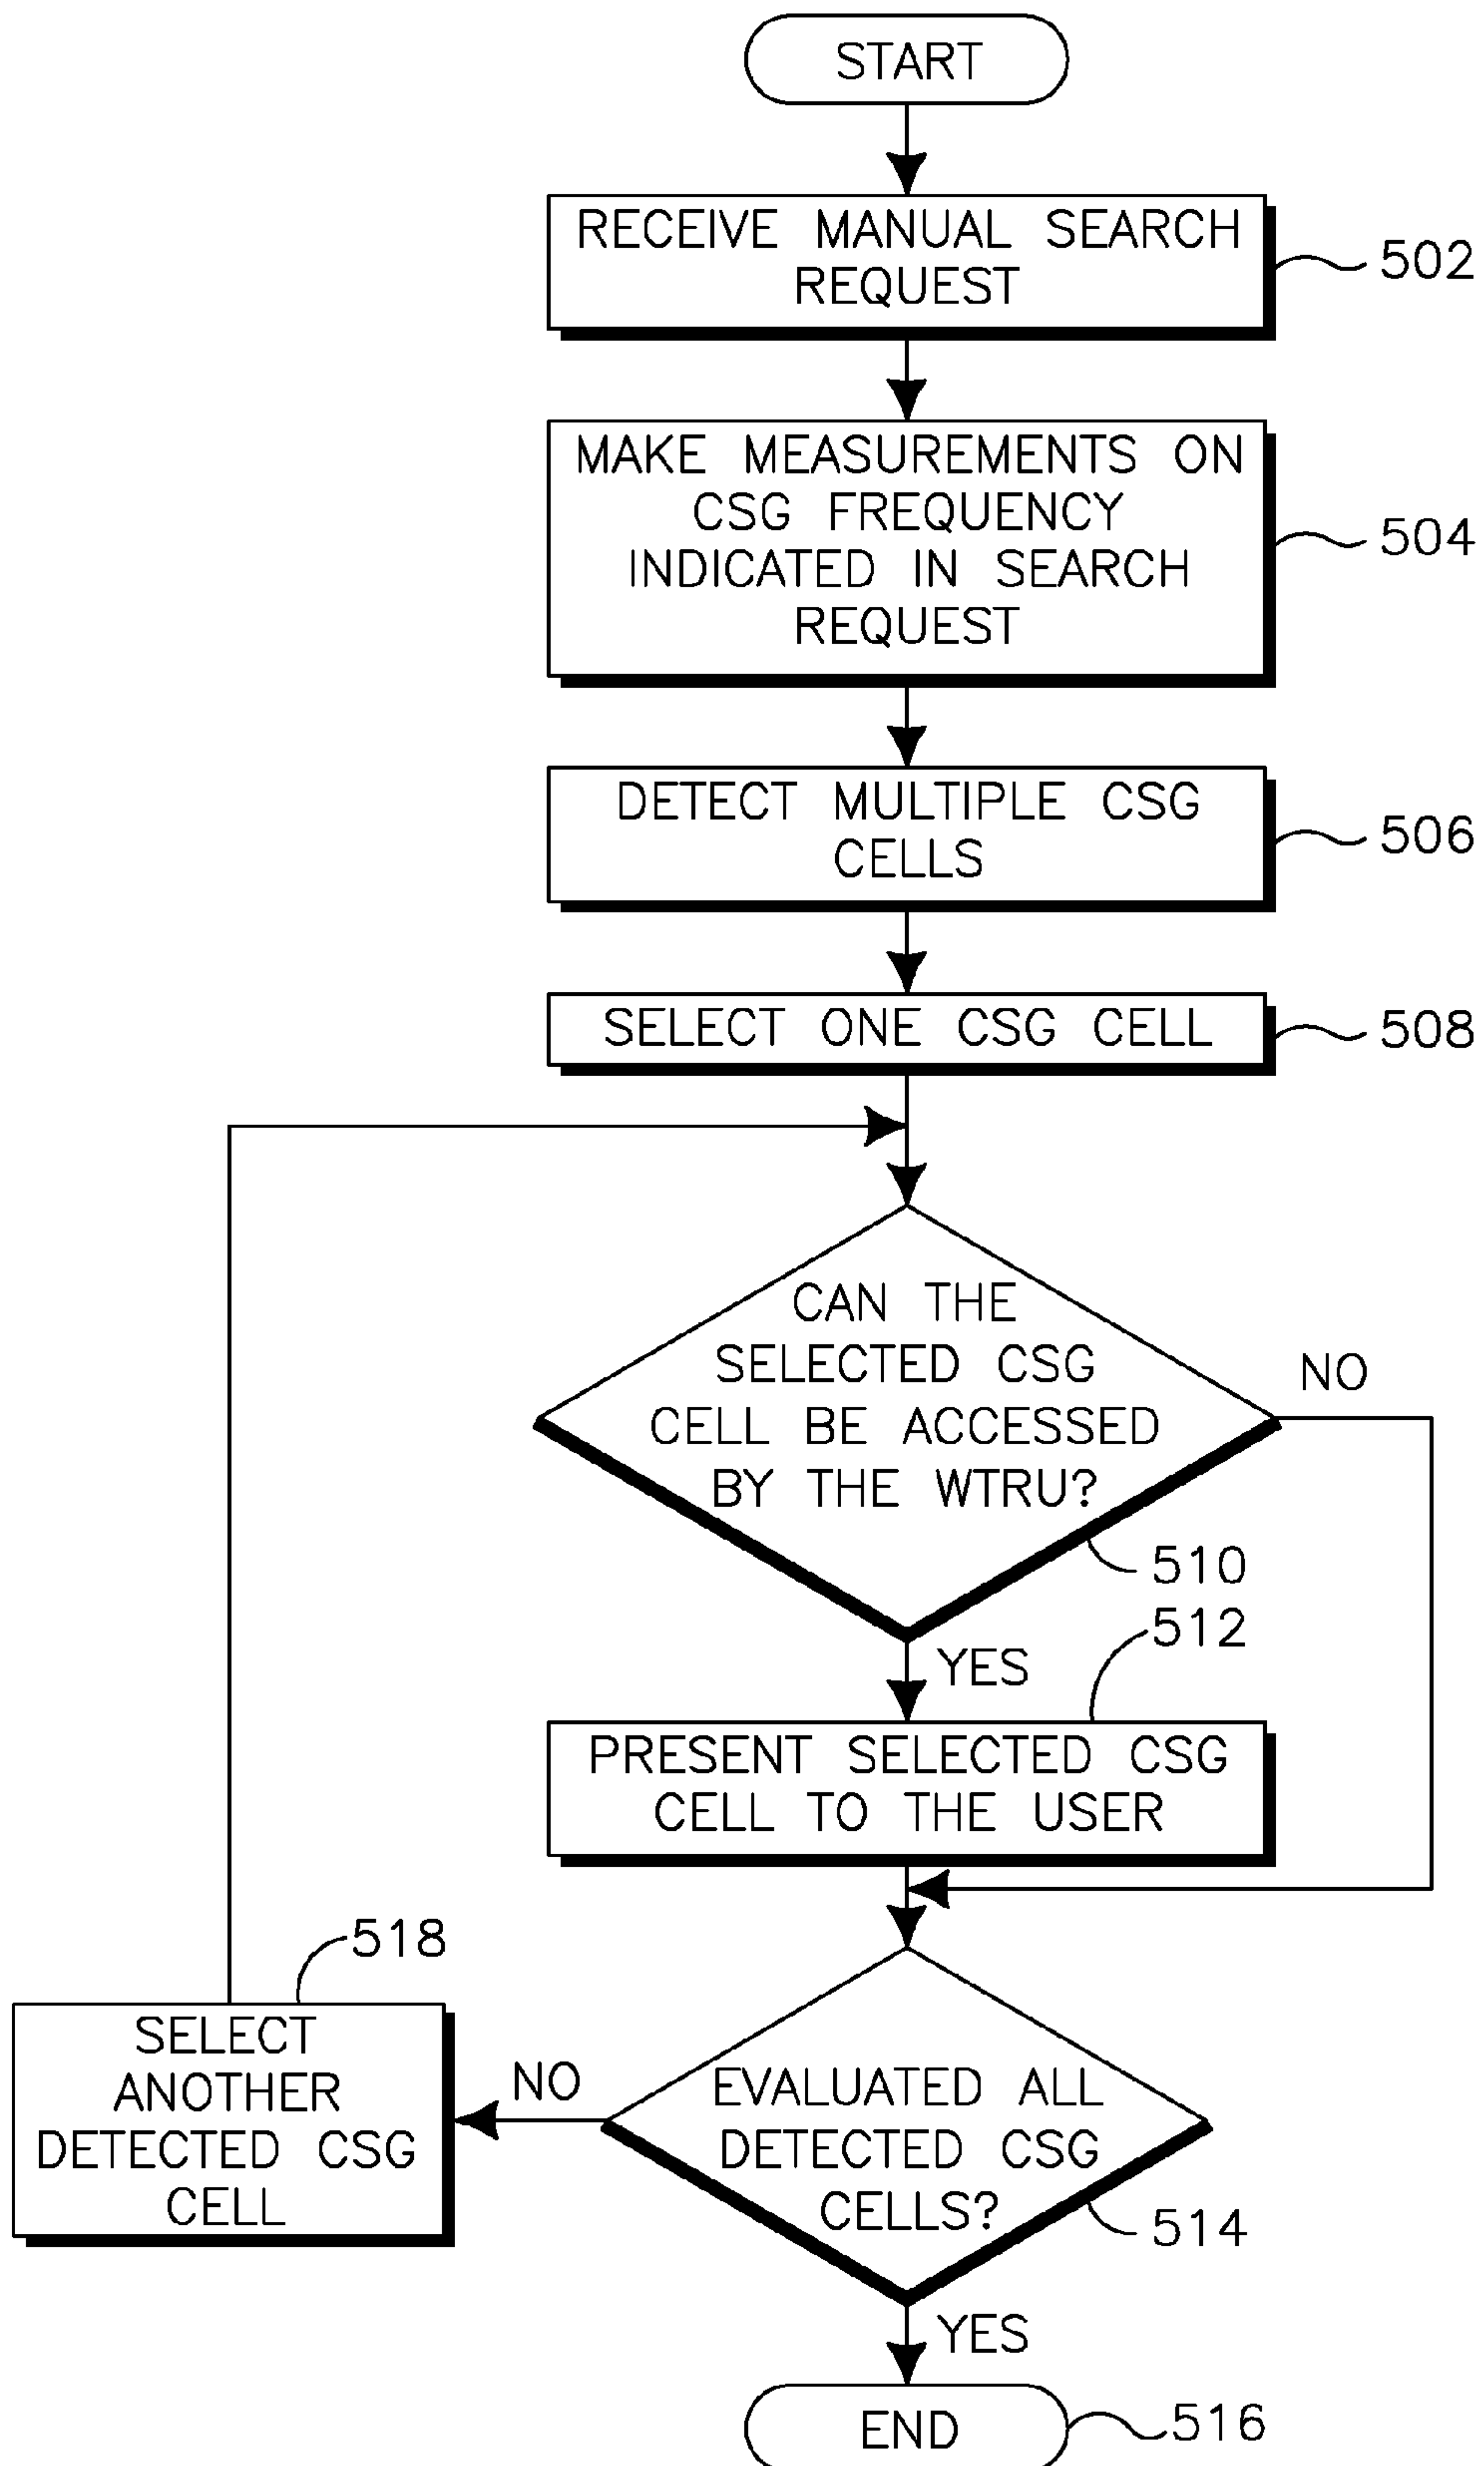 START
RECEIVE MANUAL SEARCH
REQUEST
502
MAKE MEASUREMENTS ON
CSG FREQUENCY
INDICATED IN SEARCH
REQUEST
504
DETECT MULTIPLE CSG
CELLS
506
SELECT ONE CSG CELL
508
CAN THE
SELECTED CSG
CELL BE ACCESSED
BY THE WTRU?
NO
510
512
YES
PRESENT SELECTED CSG
CELL TO THE USER
518
SELECT
ANOTHER
DETECTED CSG
CELL
NO
EVALUATED ALL
DETECTED CSG
CELLS?
514
YES
END
516